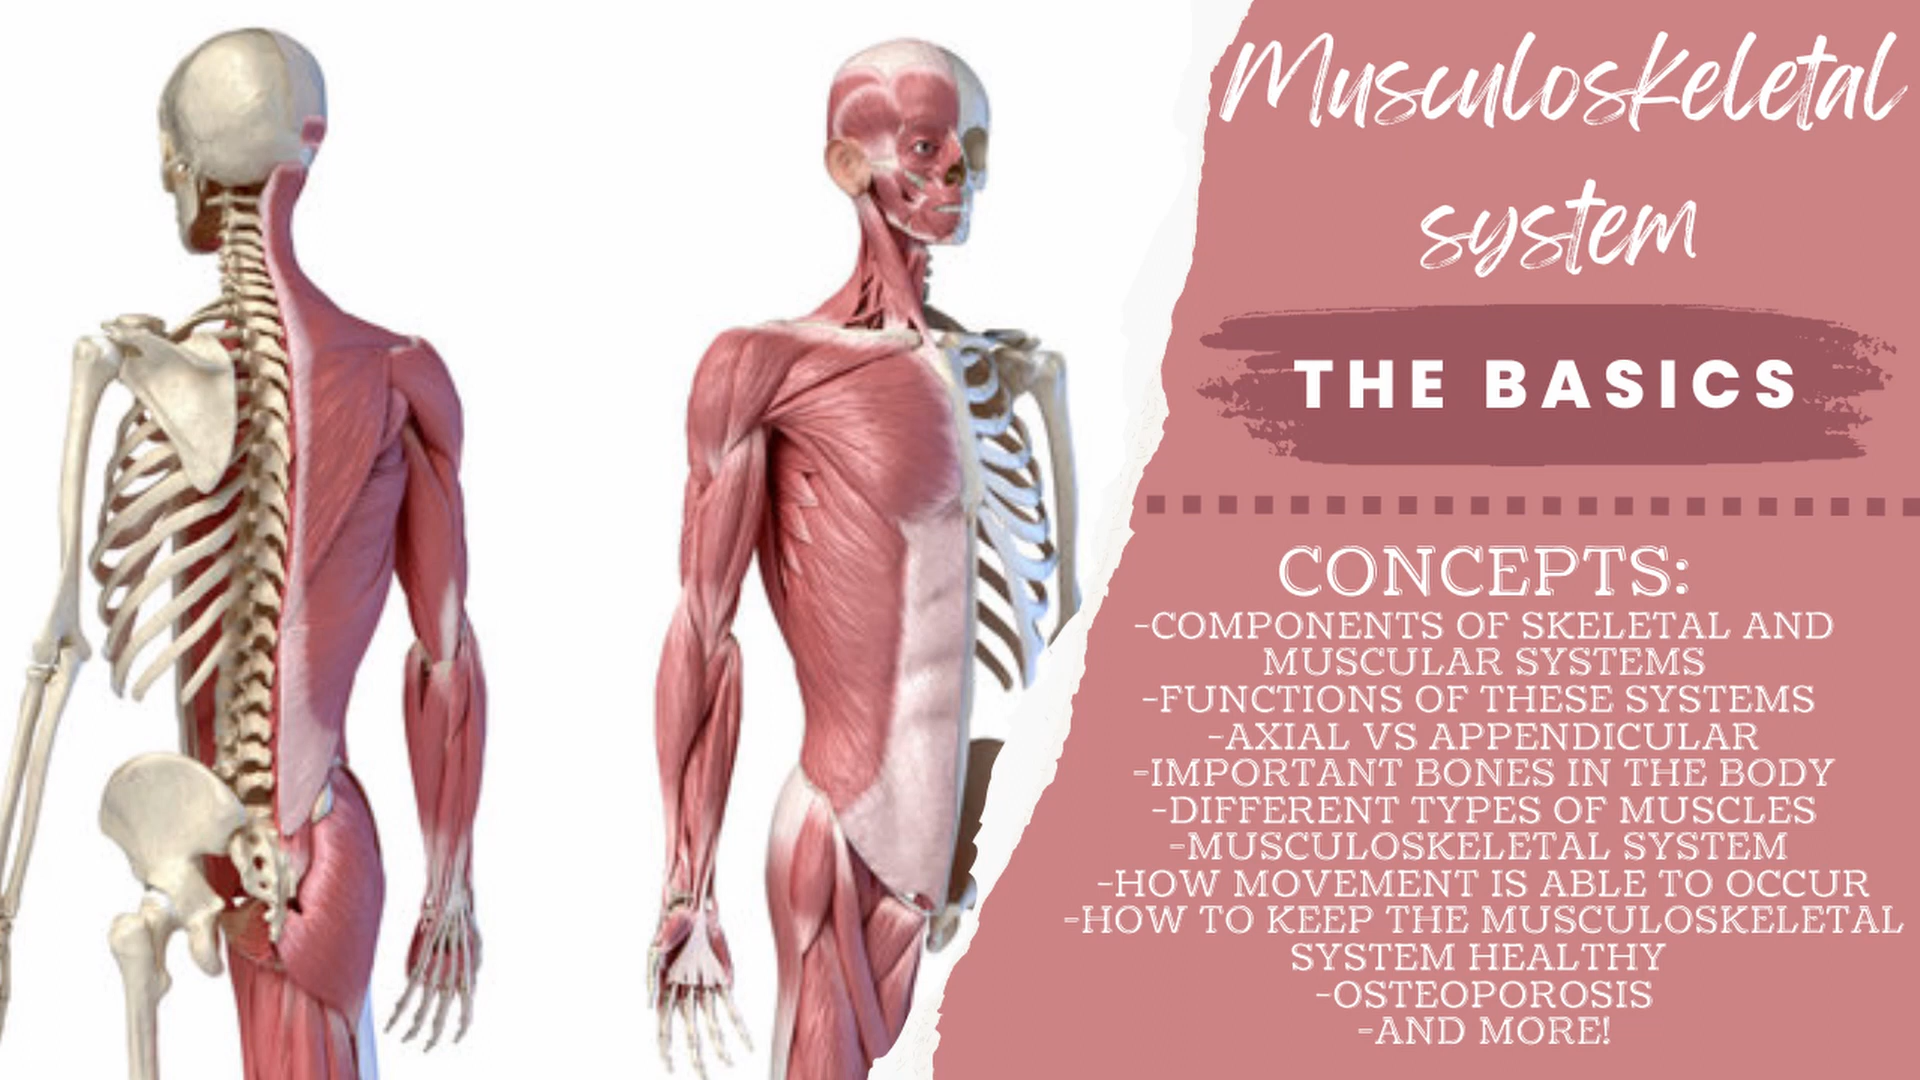 Musculoskeletal
system
THE BASICS
CONCEPTS:
-COMPONENTS OF SKELETAL AND
MUSCULAR SYSTEMS
-FUNCTIONS OF THESE SYSTEMS
-AXIAL VS APPENDICULAR
-IMPORTANT BONES IN THE BODY
-DIFFERENT TYPES OF MUSCLES
-MUSCULOSKELETAL SYSTEM
-HOW MOVEMENT IS ABLE TO OCCUR
-HOW TO KEEP THE MUSCULOSKELETAL
SYSTEM HEALTHY
-OSTEOPOROSIS
-AND MORE!